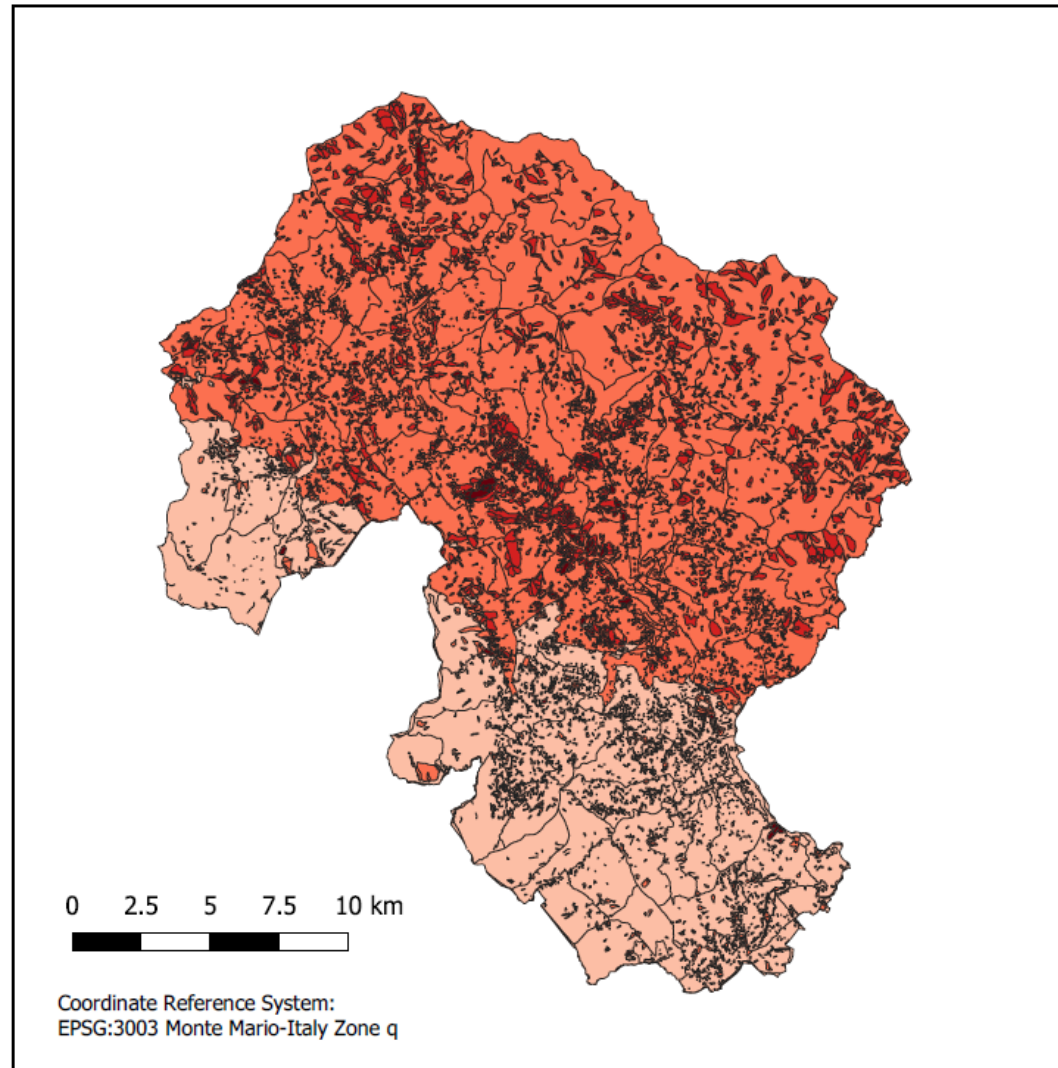 0 2.5 5 7.5 10 km
Coordinate Reference System:
EPSG:3003 Monte Mario-Italy Zone q